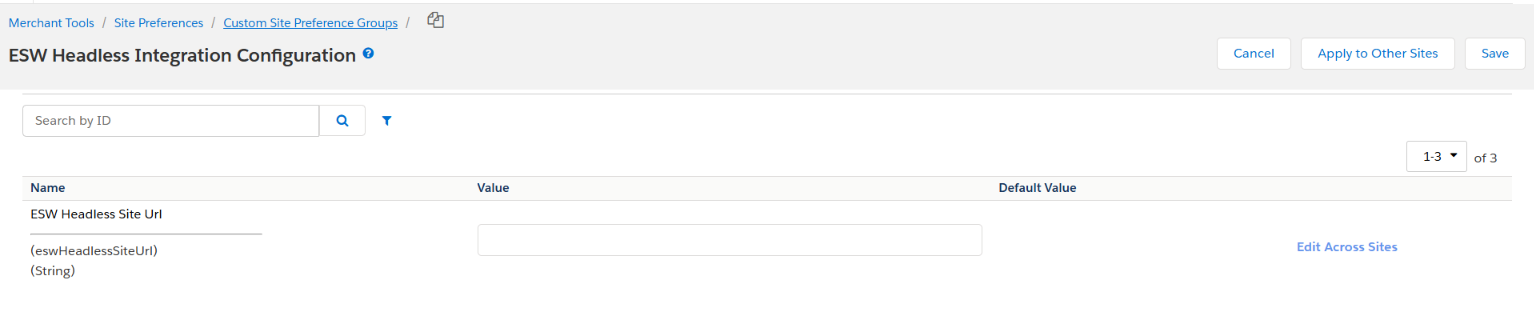 Merchant Tools / Site Preferences / Custom Site Preference Groups /
ESW Headless Integration Configuration ?
Cancel
Apply to Other Sites
Save
Search by ID
1-3 of 3
Name Value Default Value
ESW Headless Site Url
(eswHeadlessSiteUrl)
(String)
Edit Across Sites